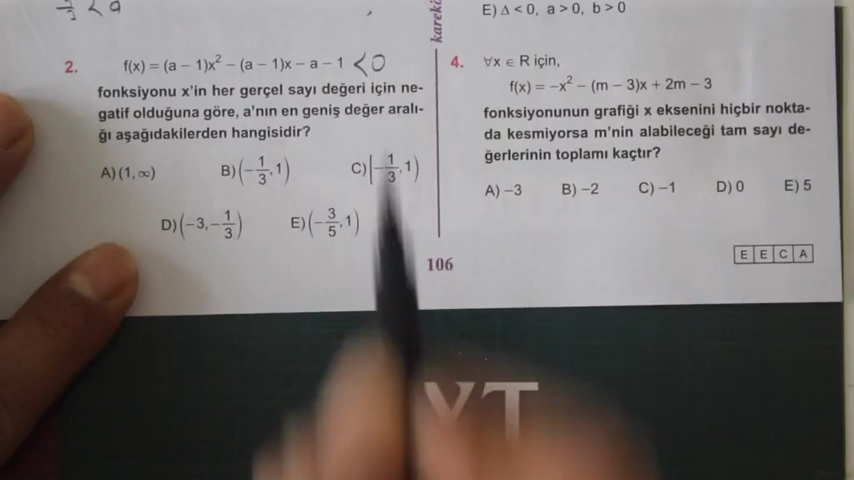 1/3 < a
2. f(x) = (a – 1)x² – (a – 1)x – a – 1 < 0
fonksiyonu x'in her gerçel sayı değeri için ne-
gatif olduğuna göre, a'nın en geniş değer aralı-
ğı aşağıdakilerden hangisidir?
A) (1, ∞) B) (–1/3, 1) C) [–1/3, 1)
D) (–3, –1/3) E) (–3/5, 1)
karekö
E) Δ < 0, a > 0, b > 0
4. ∀x ∈ R için,
f(x) = –x² – (m – 3)x + 2m – 3
fonksiyonunun grafiği x eksenini hiçbir nokta-
da kesmiyorsa m'nin alabileceği tam sayı de-
ğerlerinin toplamı kaçtır?
A) –3 B) –2 C) –1 D) 0 E) 5
E E C A
106
YT